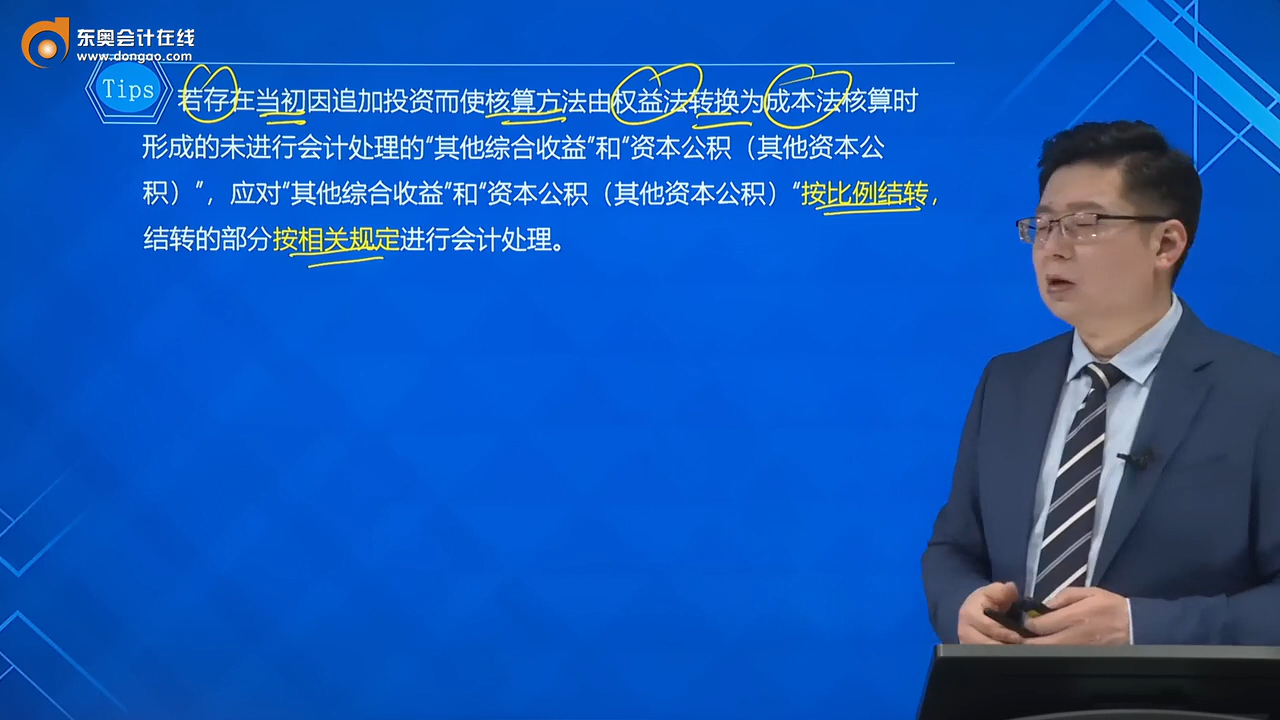 东奥会计在线
www.dongao.com
Tips
若存在当初因追加投资而使核算方法由权益法转换为成本法核算时
形成的未进行会计处理的“其他综合收益”和“资本公积（其他资本公
积）”，应对“其他综合收益”和“资本公积（其他资本公积）“按比例结转，
结转的部分按相关规定进行会计处理。